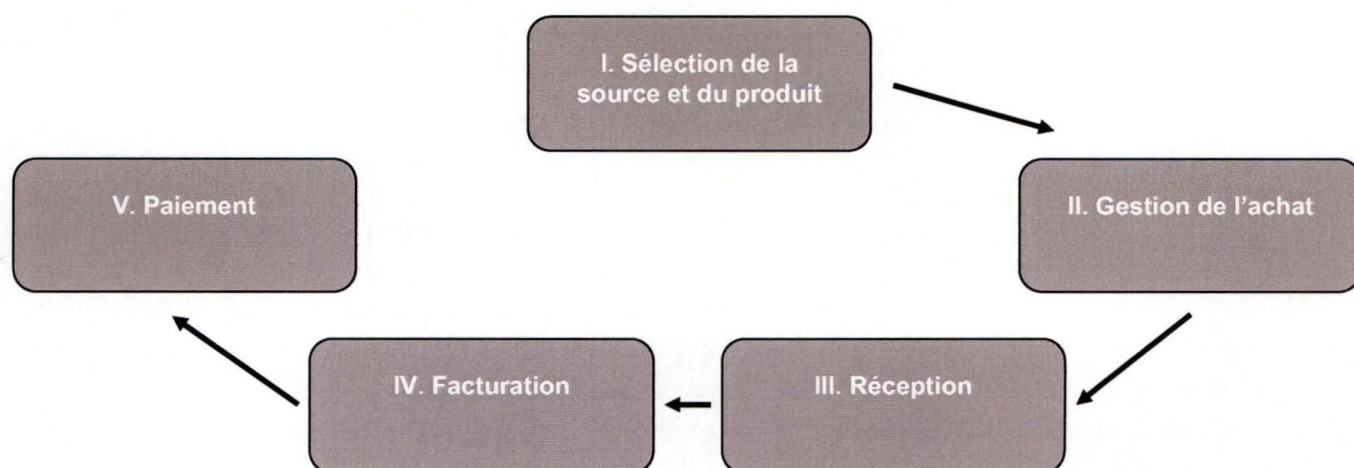 I. Sélection de la
source et du produit
II. Gestion de l'achat
III. Réception
IV. Facturation
V. Paiement